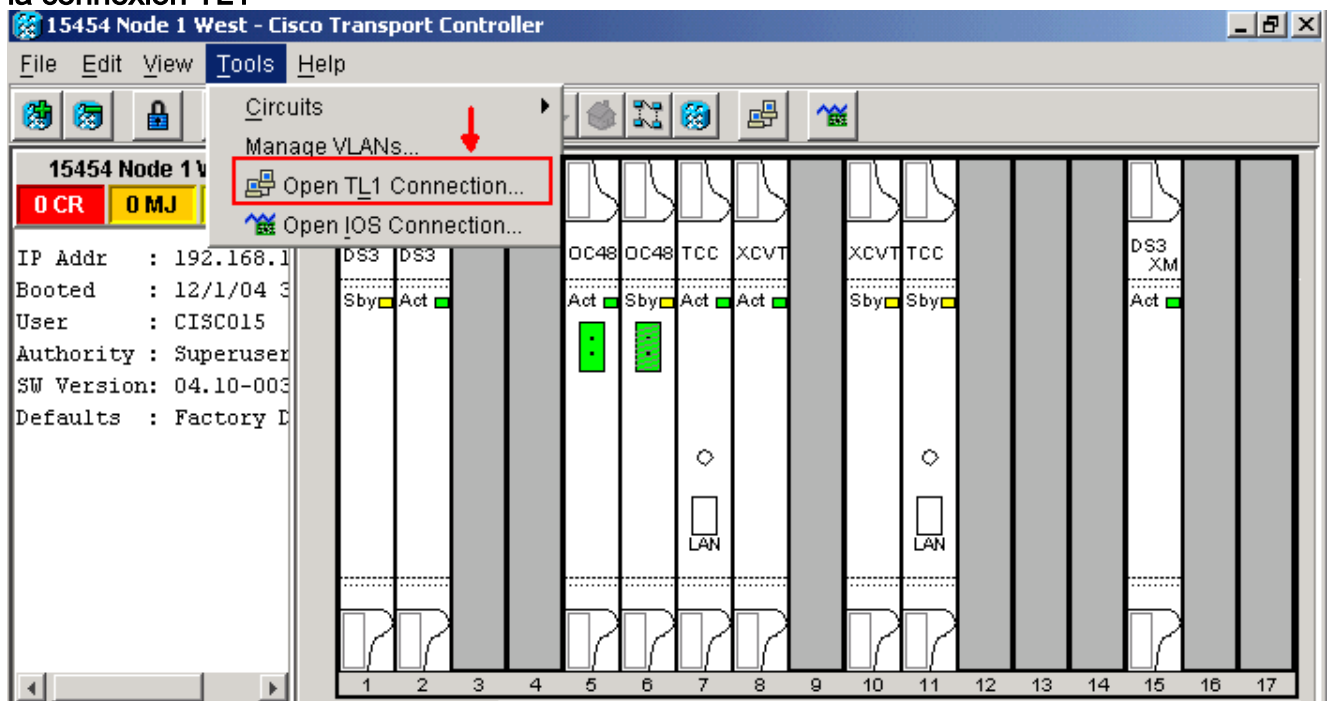 la connexion TL1
15454 Node 1 West - Cisco Transport Controller
File Edit View Tools Help
Circuits
Manage VLANs...
Open TL1 Connection...
Open IOS Connection...
15454 Node 1
0 CR 0 MJ
IP Addr : 192.168.1
Booted : 12/1/04 3
User : CISCO15
Authority : Superuser
SW Version: 04.10-003
Defaults : Factory D
DS3 DS3 OC48 OC48 TCC XCVT XCVT TCC DS3 XM
Sby Act Act Sby Act Act Sby Sby Act
LAN LAN
1 2 3 4 5 6 7 8 9 10 11 12 13 14 15 16 17